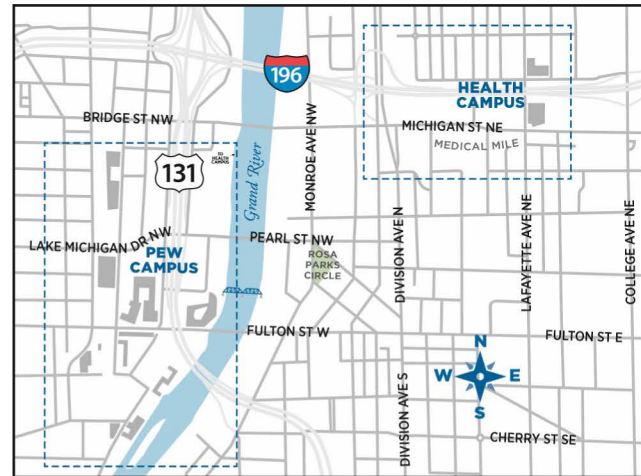 196
HEALTH
CAMPUS
BRIDGE ST NW
MICHIGAN ST NE
MEDICAL MILE
TO
HEALTH
CAMPUS
131
Grand River
MONROE AVE NW
LAKE MICHIGAN DR NW
PEW
CAMPUS
PEARL ST NW
ROSA
PARKS
CIRCLE
DIVISION AVE N
LAFAYETTE AVE NE
COLLEGE AVE NE
FULTON ST W
FULTON ST E
N
W
E
S
DIVISION AVE S
CHERRY ST SE